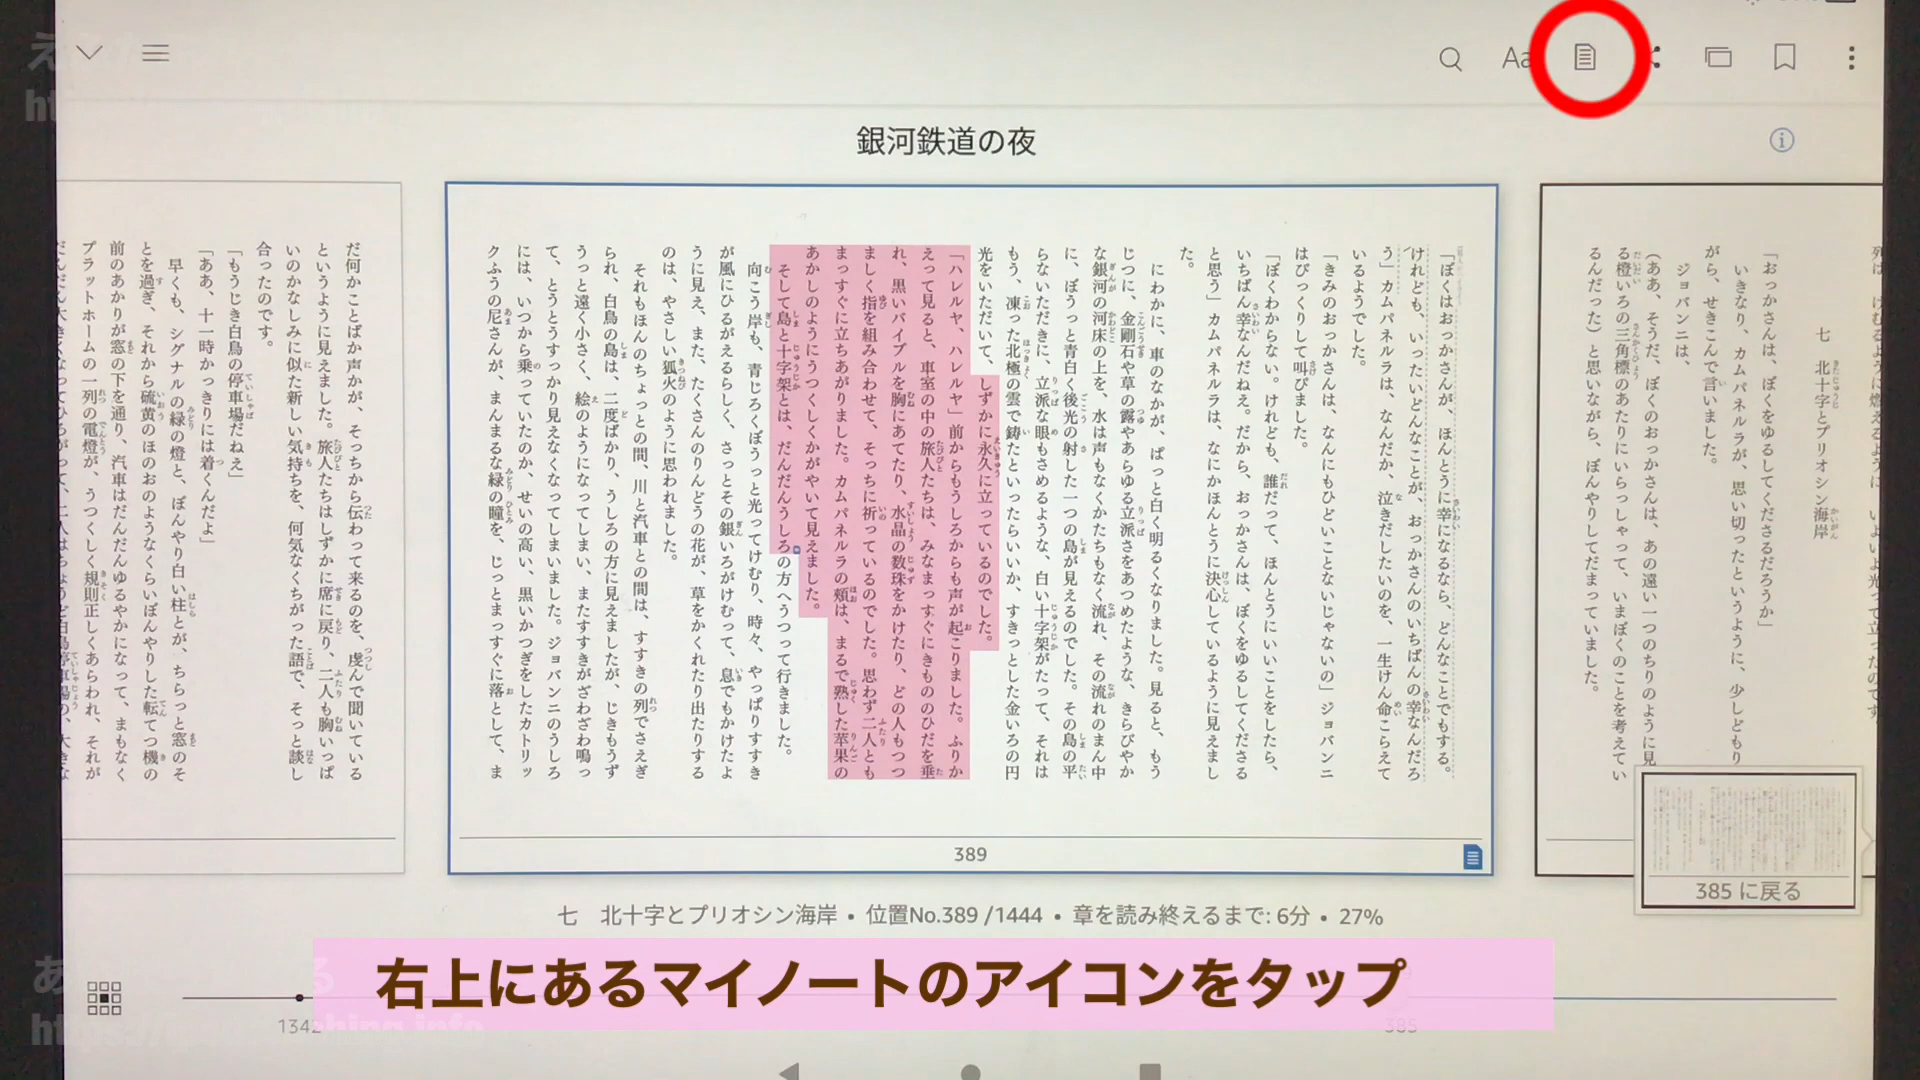 Aa
銀河鉄道の夜
七　北十字とプリオシン海岸
「おっかさんは、ぼくをゆるしてくださるだろうか」
いきなり、カムパネルラが、思い切ったというように、少しどもり
がら、せきこんで言いました。
ジョバンニは、
（ああ、そうだ、ぼくのおっかさんは、あの遠い一つのちりのように見
る橙いろの三角標のあたりにいらっしゃって、いまぼくのことを考えてい
るんだった）と思いながら、ぼんやりしてだまっていました。
「ぼくはおっかさんが、ほんとうに幸になるなら、どんなことでもする。
けれども、いったいどんなことが、おっかさんのいちばんの幸なんだろ
う」カムパネルラは、なんだか、泣きだしたいのを、一生けん命こらえて
いるようでした。
「きみのおっかさんは、なんにもひどいことないじゃないの」ジョバンニ
はびっくりして叫びました。
「ぼくわからない。けれども、誰だって、ほんとうにいいことをしたら、
いちばん幸なんだねえ。だから、おっかさんは、ぼくをゆるしてくださる
と思う」カムパネルラは、なにかほんとうに決心しているように見えまし
た。
にわかに、車のなかが、ぱっと白く明るくなりました。見ると、もう
じつに、金剛石や草の露やあらゆる立派さをあつめたような、きらびやか
な銀河の河床の上を、水は声もなくかたちもなく流れ、その流れのまん中
に、ぼうっと青白く後光の射した一つの島が見えるのでした。その島の平
らないただきに、立派な眼もさめるような、白い十字架がたって、それは
もう、凍った北極の雲で鋳たといったらいいか、すきっとした金いろの円
光をいただいて、しずかに永久に立っているのでした。
「ハレルヤ、ハレルヤ」前からもうしろからも声が起こりました。ふりか
えって見ると、車室の中の旅人たちは、みなまっすぐにきもののひだを垂
れ、黒いバイブルを胸にあてたり、水晶の数珠をかけたり、どの人もつつ
ましく指を組み合わせて、そっちに祈っているのでした。思わず二人とも
まっすぐに立ちあがりました。カムパネルラの頬は、まるで熟した苹果の
あかしのようにうつくしくかがやいて見えました。
そして島と十字架とは、だんだんうしろの方へうつって行きました。
向こう岸も、青じろくぼうっと光ってけむり、時々、やっぱりすすき
が風にひるがえるらしく、さっとその銀いろがけむって、息でもかけたよ
うに見え、また、たくさんのりんどうの花が、草をかくれたり出たりする
のは、やさしい狐火のように思われました。
それもほんのちょっとの間、川と汽車との間は、すすきの列でさえぎ
られ、白鳥の島は、二度ばかり、うしろの方に見えましたが、じきもうず
うっと遠く小さく、絵のようになってしまい、またすすきがざわざわ鳴っ
て、とうとうすっかり見えなくなってしまいました。ジョバンニのうしろ
には、いつから乗っていたのか、せいの高い、黒いかつぎをしたカトリッ
クふうの尼さんが、まんまるな緑の瞳を、じっとまっすぐに落として、ま
だ何かことばか声かが、そっちから伝わって来るのを、虔んで聞いている
というように見えました。旅人たちはしずかに席に戻り、二人も胸いっぱ
いのかなしみに似た新しい気持ちを、何気なくちがった語で、そっと談し
合ったのです。
「もうじき白鳥の停車場だねえ」
「ああ、十一時かっきりには着くんだよ」
早くも、シグナルの緑の燈と、ぼんやり白い柱とが、ちらっと窓のそ
とを過ぎ、それから硫黄のほのおのようなくらいぼんやりした転てつ機の
前のあかりが窓の下を通り、汽車はだんだんゆるやかになって、まもなく
プラットホームの一列の電燈が、うつくしく規則正しくあらわれ、それが
389
385 に戻る
七　北十字とプリオシン海岸 • 位置No.389 /1444 • 章を読み終えるまで: 6分 • 27%
右上にあるマイノートのアイコンをタップ
1342
385